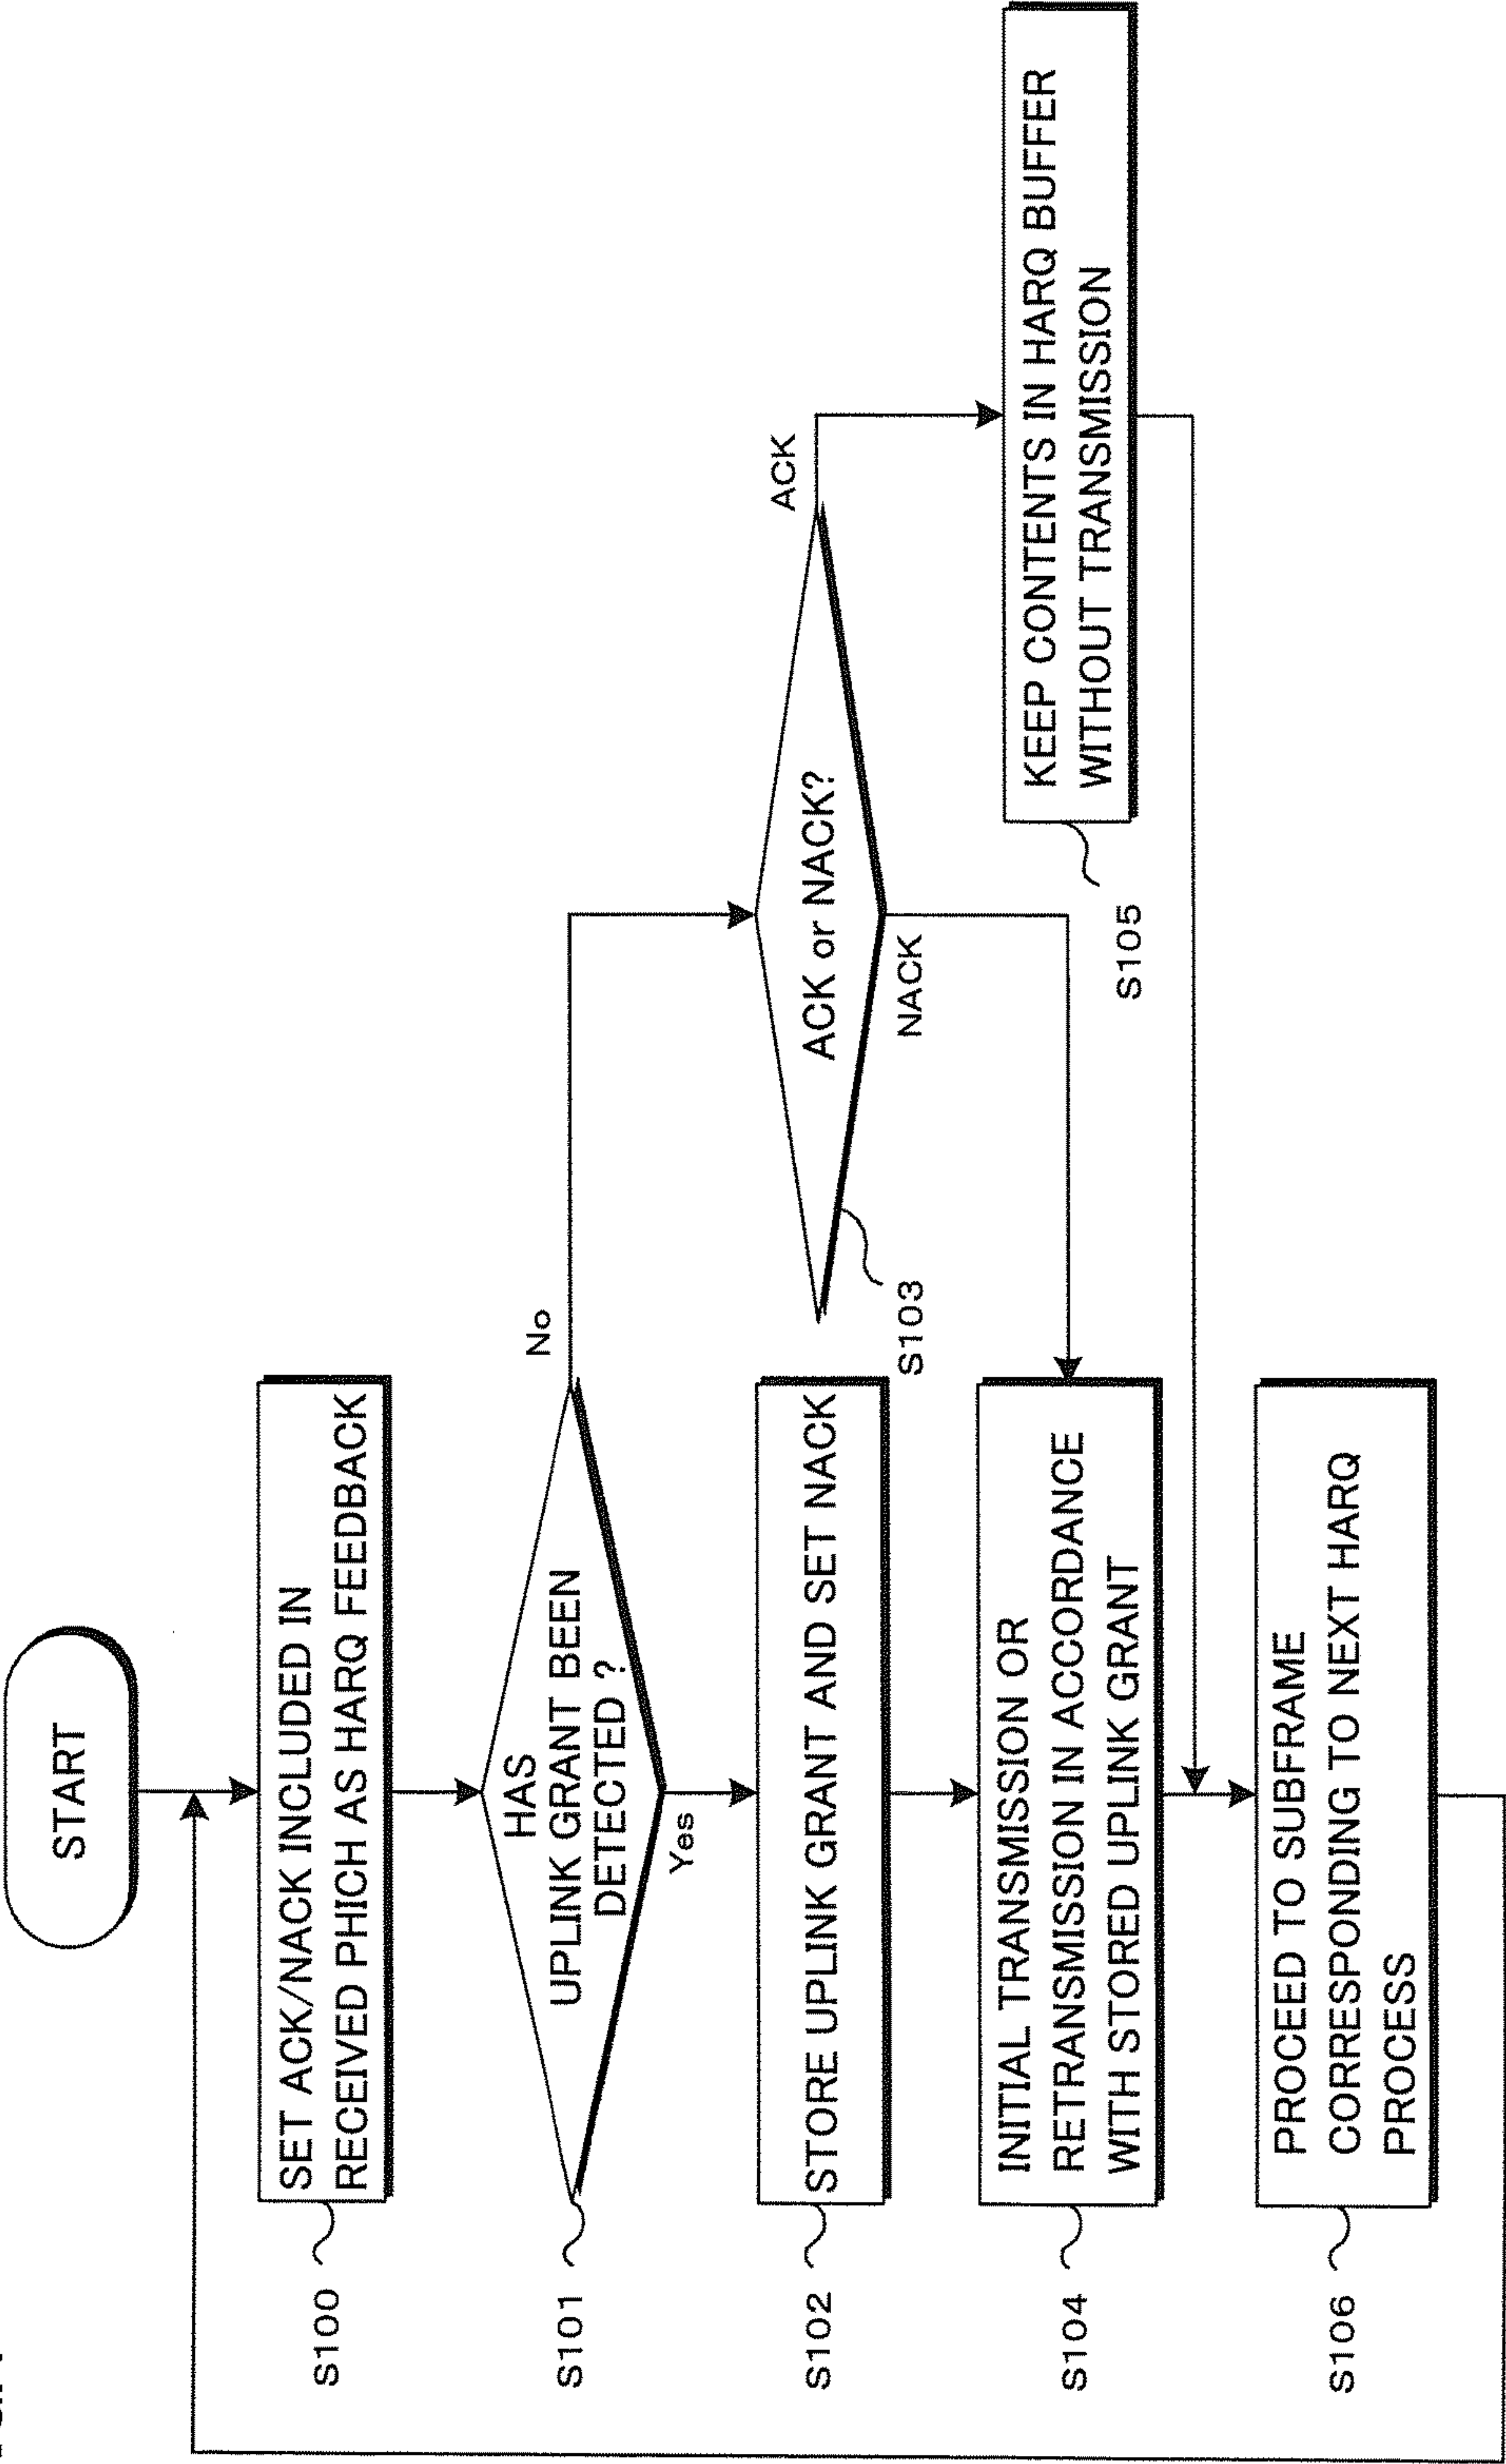 START
S100
SET ACK/NACK INCLUDED IN
RECEIVED PHICH AS HARQ FEEDBACK
S101
HAS
UPLINK GRANT BEEN
DETECTED ?
No
Yes
S102
STORE UPLINK GRANT AND SET NACK
S103
ACK or NACK?
ACK
NACK
S104
INITIAL TRANSMISSION OR
RETRANSMISSION IN ACCORDANCE
WITH STORED UPLINK GRANT
S105
KEEP CONTENTS IN HARQ BUFFER
WITHOUT TRANSMISSION
S106
PROCEED TO SUBFRAME
CORRESPONDING TO NEXT HARQ
PROCESS